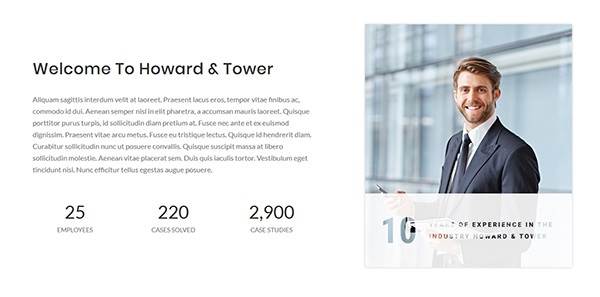 Welcome To Howard & Tower
Aliquam sagittis interdum velit at laoreet. Praesent lacus eros, tempor vitae finibus ac,
commodo id dui. Aenean semper nisi in elit pharetra, a accumsan mauris laoreet. Quisque
porttitor purus turpis, id sollicitudin diam pretium at. Fusce nec ante et ex euismod
dignissim. Praesent vitae arcu metus. Fusce eu tristique lectus. Quisque id hendrerit diam.
Curabitur sollicitudin nunc ut posuere convallis. Quisque suscipit massa at libero
sollicitudin molestie. Aenean vitae placerat sem. Duis quis iaculis tortor. Vestibulum eget
tincidunt nisi. Nunc efficitur tellus egestas augue posuere.
25 220 2,900
EMPLOYEES CASES SOLVED CASE STUDIES
10 YEARS OF EXPERIENCE IN THE
INDUSTRY HOWARD & TOWER